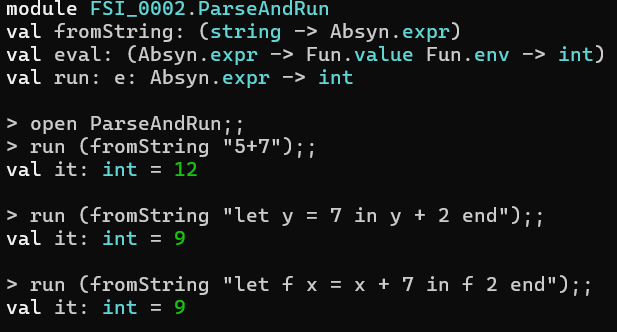 module FSI_0002.ParseAndRun
val fromString: (string -> Absyn.expr)
val eval: (Absyn.expr -> Fun.value Fun.env -> int)
val run: e: Absyn.expr -> int
> open ParseAndRun;;
> run (fromString "5+7");;
val it: int = 12
> run (fromString "let y = 7 in y + 2 end");;
val it: int = 9
> run (fromString "let f x = x + 7 in f 2 end");;
val it: int = 9